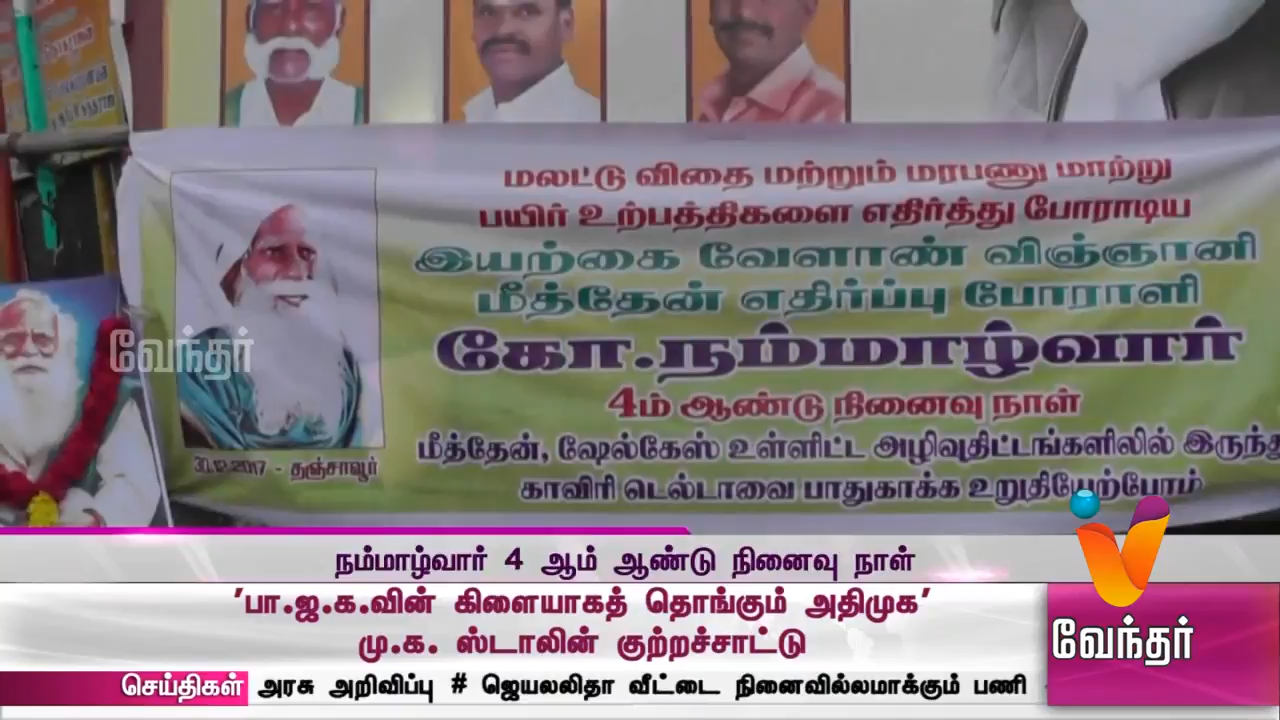 மலட்டு விதை மற்றும் மரபணு மாற்று
பயிர் உற்பத்திகளை எதிர்த்து போராடிய
இயற்கை வேளாண் விஞ்ஞானி
மீத்தேன் எதிர்ப்பு போராளி
கோ.நம்மாழ்வார்
4ம் ஆண்டு நினைவு நாள்
மீத்தேன், ஷேல்கேஸ் உள்ளிட்ட அழிவுதிட்டங்களிலில்
காவிரி டெல்டாவை பாதுகாக்க உறுதியேற்போம்
30.12.2017 - தஞ்சாவூர்
வேந்தர்
நம்மாழ்வார் 4 ஆம் ஆண்டு நினைவு நாள்
'பா.ஜ.க.வின் கிளையாகத் தொங்கும் அதிமுக'
மு.க. ஸ்டாலின் குற்றச்சாட்டு
வேந்தர்
செய்திகள் அரசு அறிவிப்பு # ஜெயலலிதா வீட்டை நினைவில்லமாக்கும் பணி